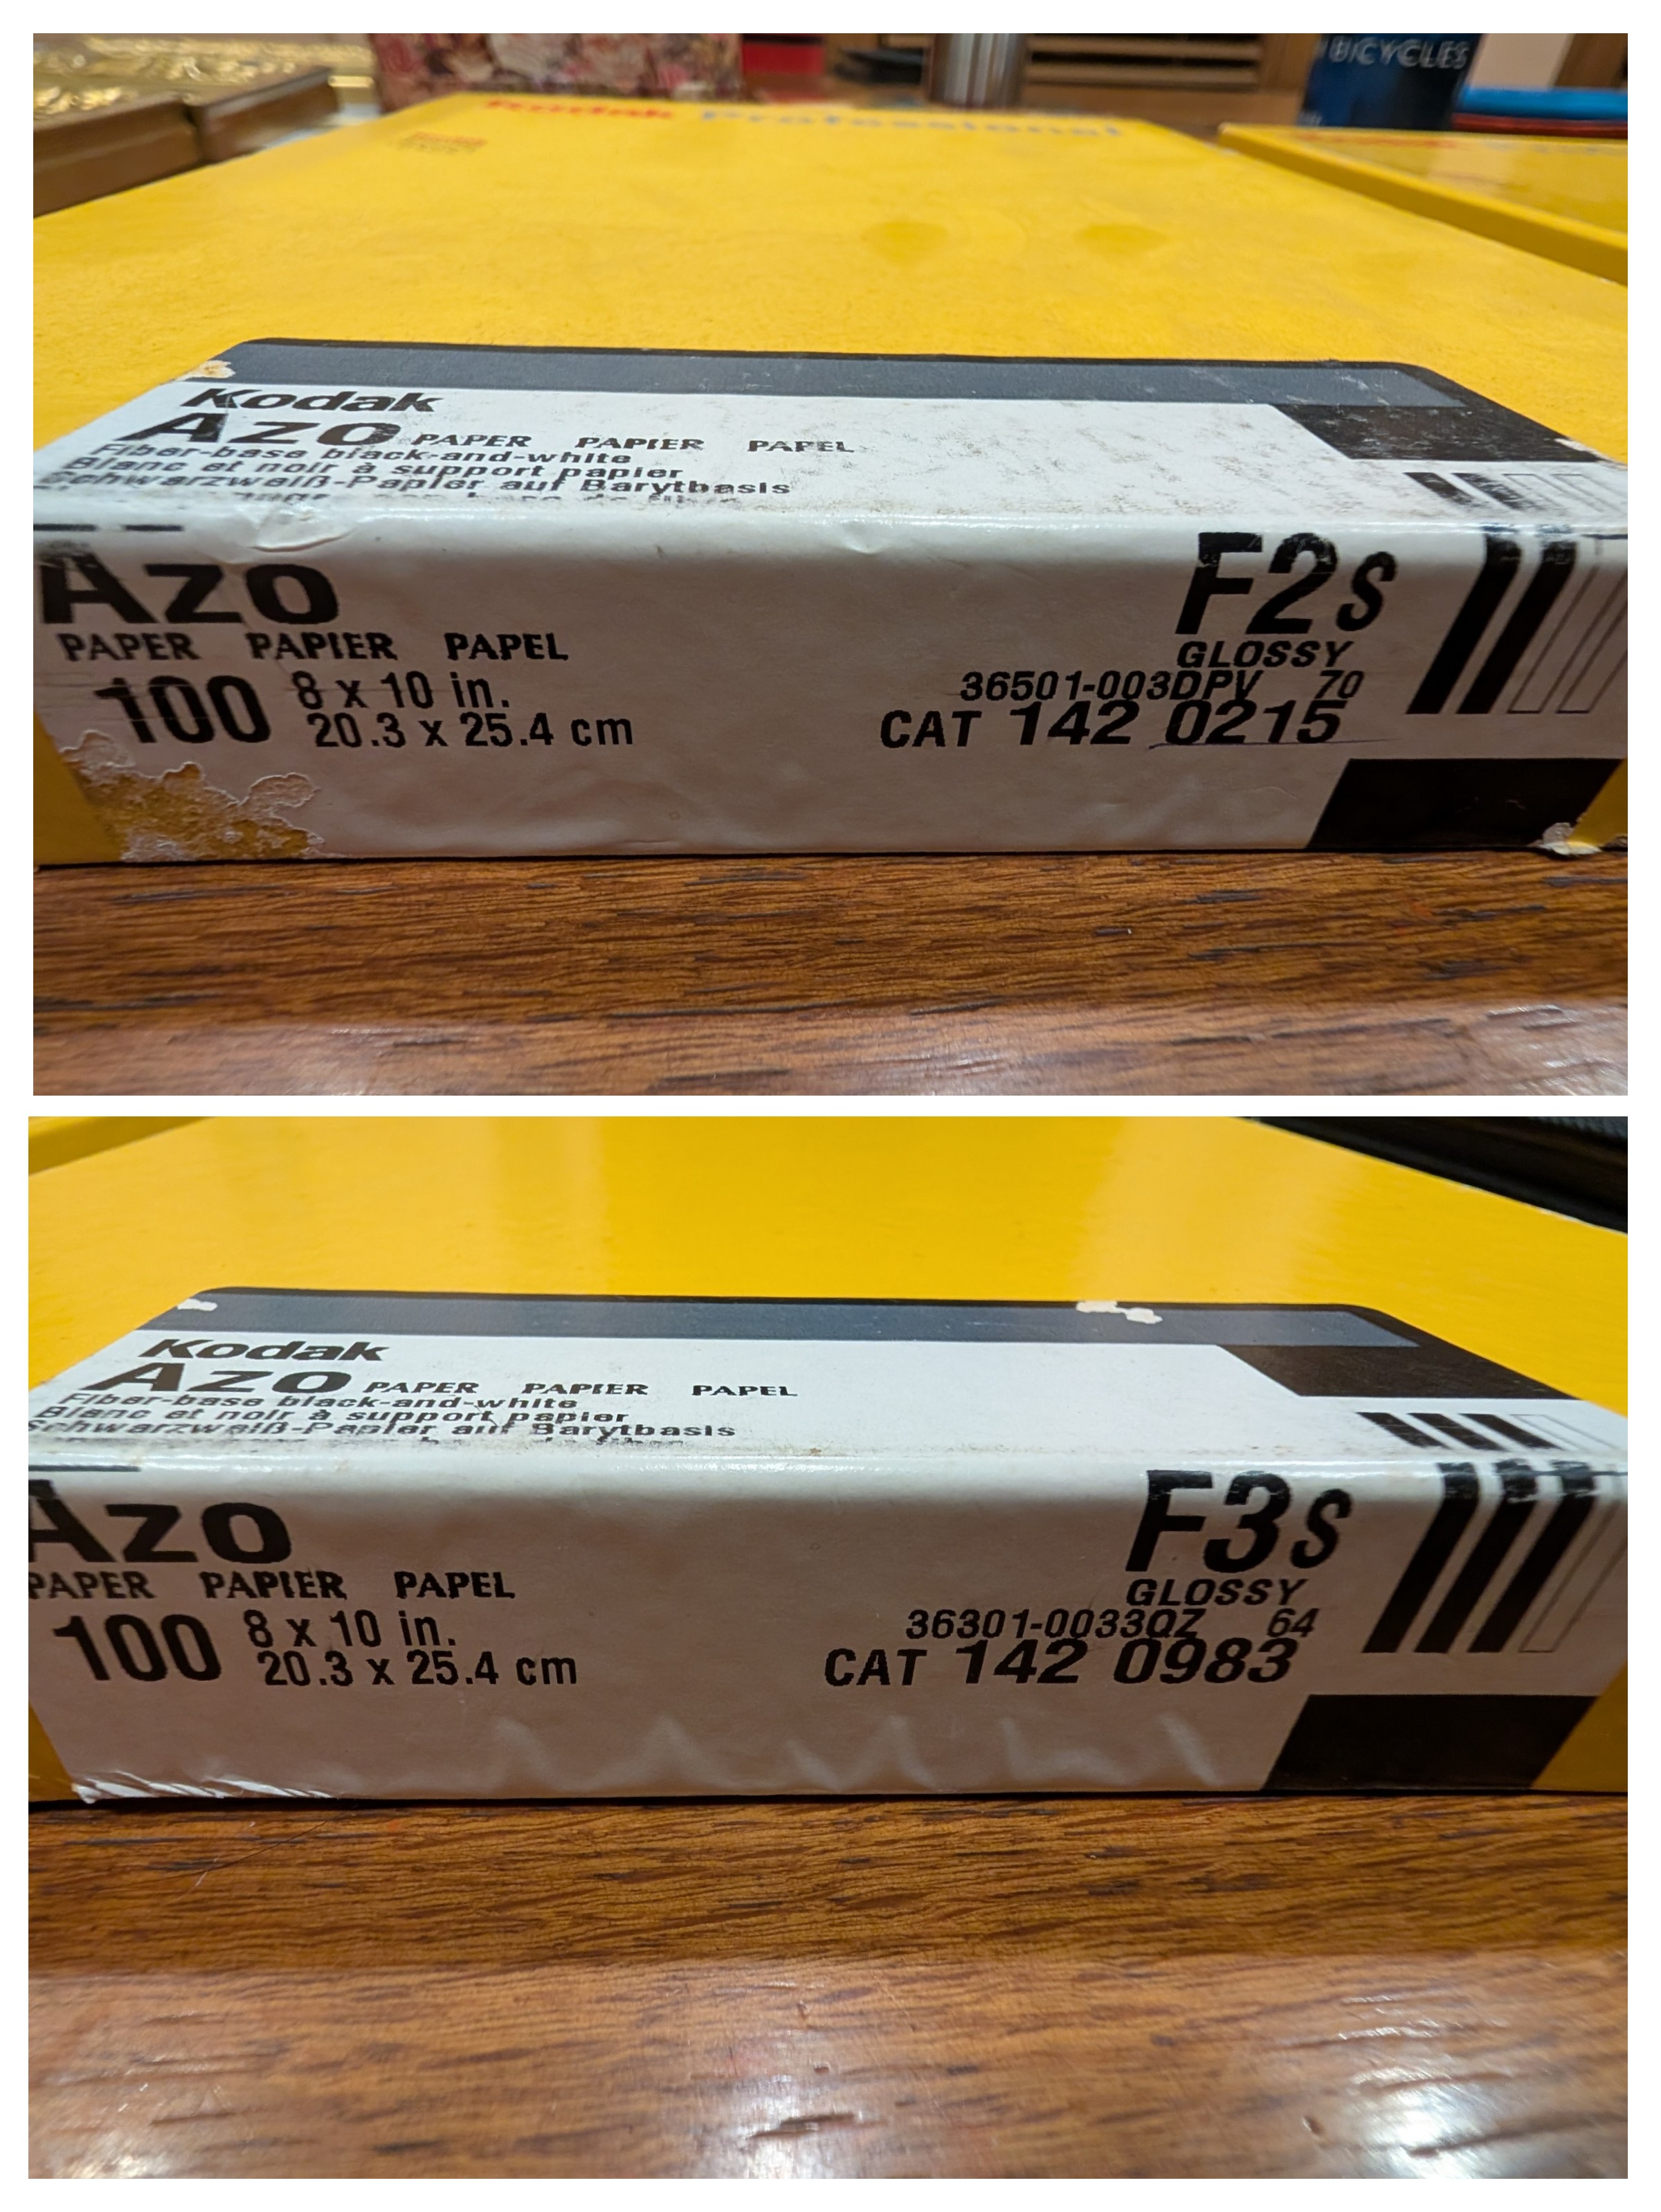 BICYCLES
Kodak Professional
Kodak
Azo PAPER PAPIER PAPEL
Fiber-base black-and-white
Blanc et noir à support papier
Schwarzweiß-Papier auf Barytbasis
Azo
PAPER PAPIER PAPEL
100 8 x 10 in.
20.3 x 25.4 cm
F2s
GLOSSY
36501-003DPV 70
CAT 142 0215
Kodak
Azo PAPER PAPIER PAPEL
Fiber-base black-and-white
Blanc et noir à support papier
Schwarzweiß-Papier auf Barytbasis
Azo
PAPER PAPIER PAPEL
100 8 x 10 in.
20.3 x 25.4 cm
F3s
GLOSSY
36301-0033QZ 64
CAT 142 0983